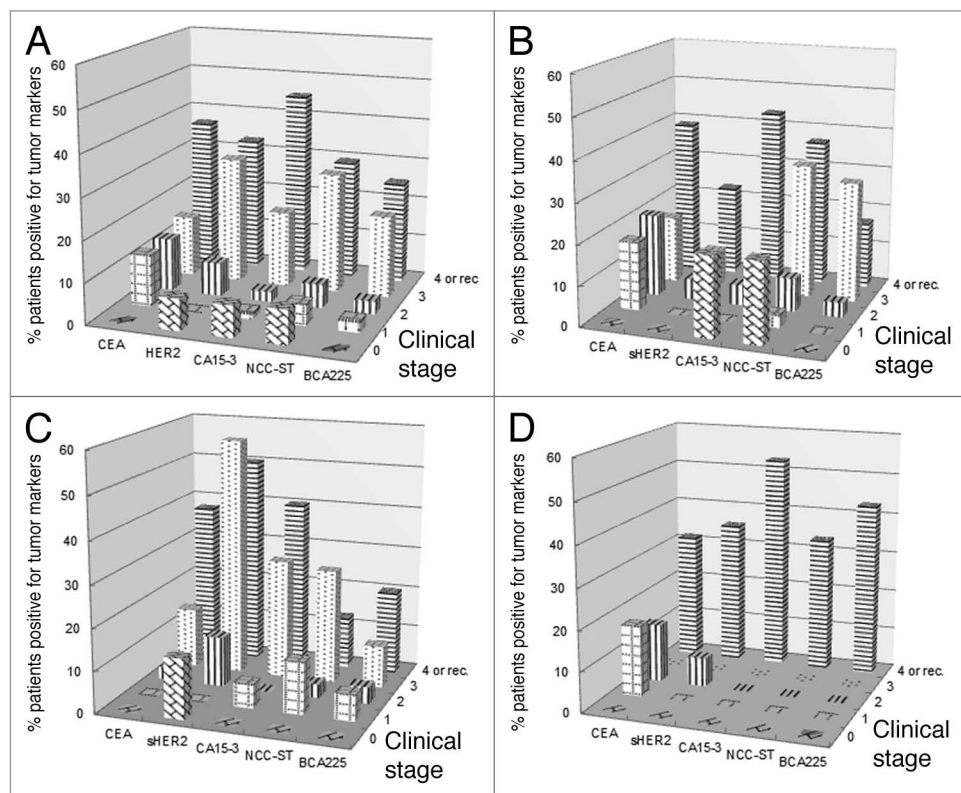 A
% patients positive for tumor markers
60
50
40
30
20
10
0
CEA
HER2
CA15-3
NCC-ST
BCA225
0
1
2
3
4 or rec.
Clinical
stage
B
% patients positive for tumor markers
60
50
40
30
20
10
0
CEA
sHER2
CA15-3
NCC-ST
BCA225
0
1
2
3
4 or rec.
Clinical
stage
C
% patients positive for tumor markers
60
50
40
30
20
10
0
CEA
sHER2
CA15-3
NCC-ST
BCA225
0
1
2
3
4 or rec.
Clinical
stage
D
% patients positive for tumor markers
60
50
40
30
20
10
0
CEA
sHER2
CA15-3
NCC-ST
BCA225
0
1
2
3
4 or rec.
Clinical
stage